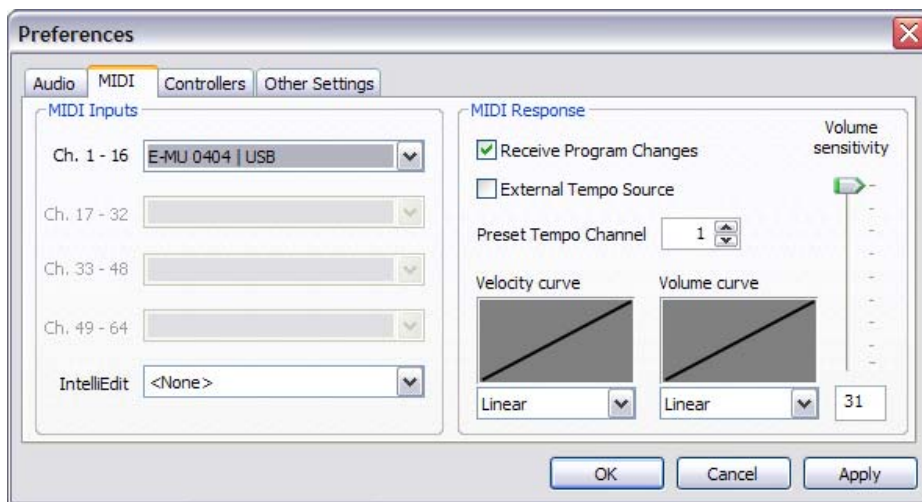 Preferences
Audio MIDI Controllers Other Settings
MIDI Inputs
Ch. 1 - 16 E-MU 0404 | USB
Ch. 17 - 32
Ch. 33 - 48
Ch. 49 - 64
IntelliEdit <None>
MIDI Response
Receive Program Changes
External Tempo Source
Preset Tempo Channel 1
Velocity curve Volume curve
Linear Linear
Volume
sensitivity
31
OK Cancel Apply